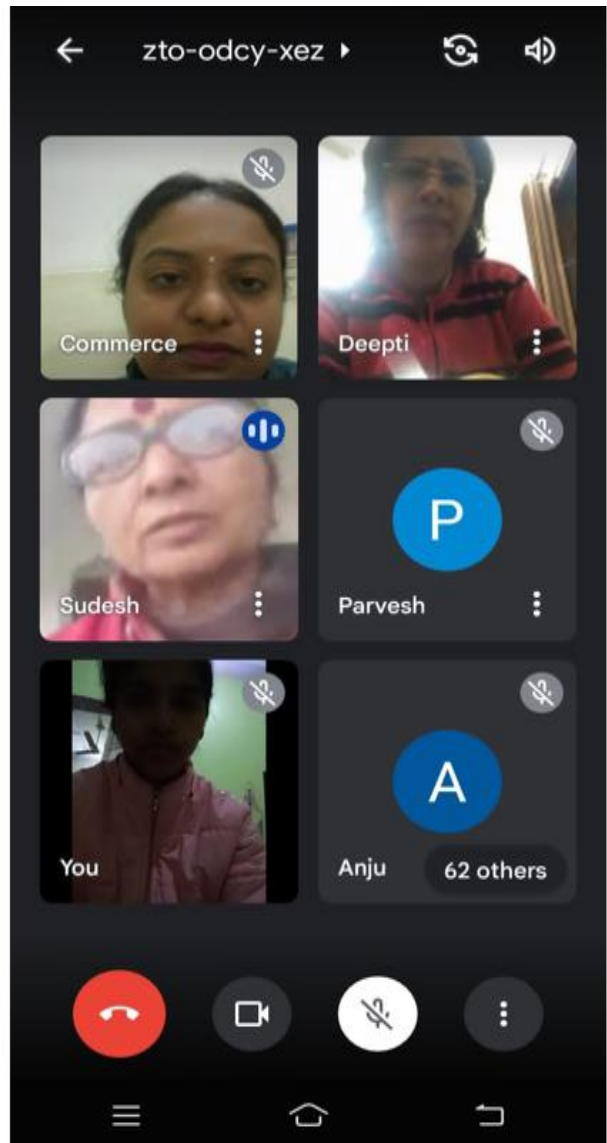 zto-odcy-xez
Commerce
Deepti
Sudesh
P
Parvesh
You
A
Anju
62 others